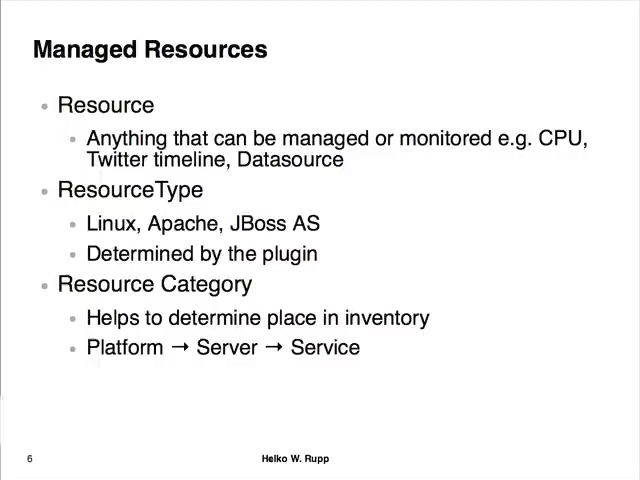 Managed Resources
• Resource
• Anything that can be managed or monitored e.g. CPU,
Twitter timeline, Datasource
• ResourceType
• Linux, Apache, JBoss AS
• Determined by the plugin
• Resource Category
• Helps to determine place in inventory
• Platform → Server → Service
6
Heiko W. Rupp